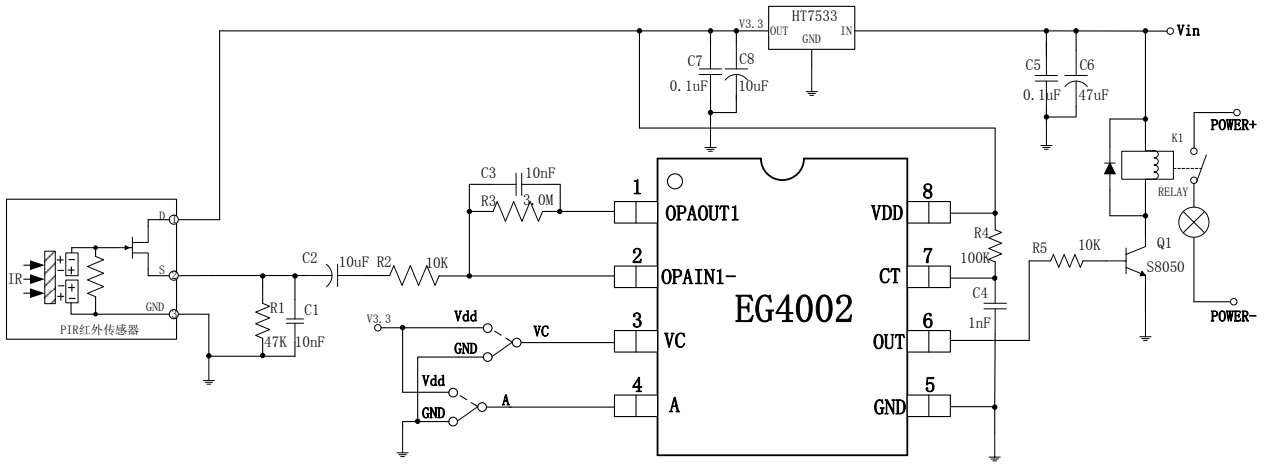 HT7533
V3.3
OUT
IN
GND
Vin
C7
0.1uF
C8
10uF
C5
0.1uF
C6
47uF
POWER+
K1
RELAY
C3
10nF
R3
3.0M
1
OPAOUT1
8
VDD
D
1
S
2
GND
IR
+
-
+
-
-
+
-
+
PIR红外传感器
C2
10uF
R2
10K
2
OPAIN1-
7
CT
R4
100K
R5
10K
Q1
S8050
R1
47K
C1
10nF
EG4002
C4
1nF
V3.3
Vdd
GND
VC
3
VC
6
OUT
POWER-
Vdd
GND
A
4
A
5
GND